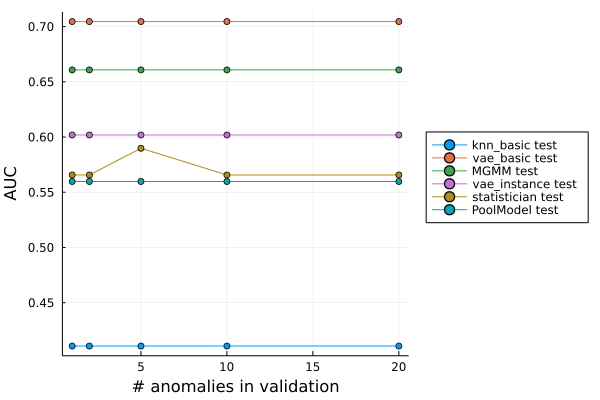 0.70
0.65
0.60
0.55
0.50
0.45
AUC
5
10
15
20
# anomalies in validation
knn_basic test
vae_basic test
MGMM test
vae_instance test
statistician test
PoolModel test